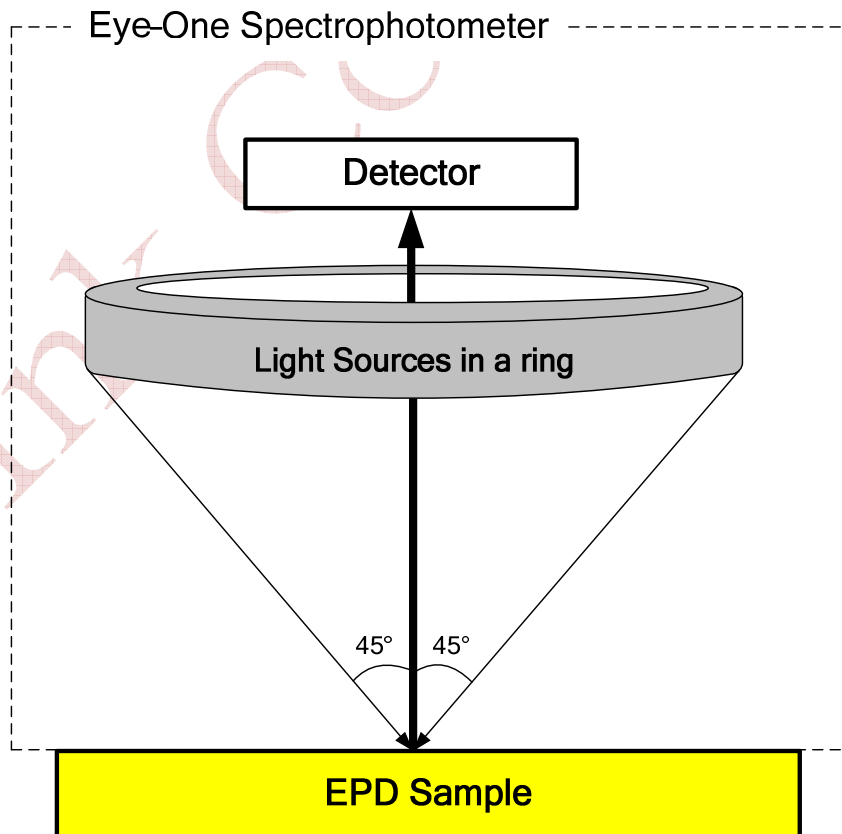 Eye-One Spectrophotometer
Detector
Light Sources in a ring
45° 45°
EPD Sample